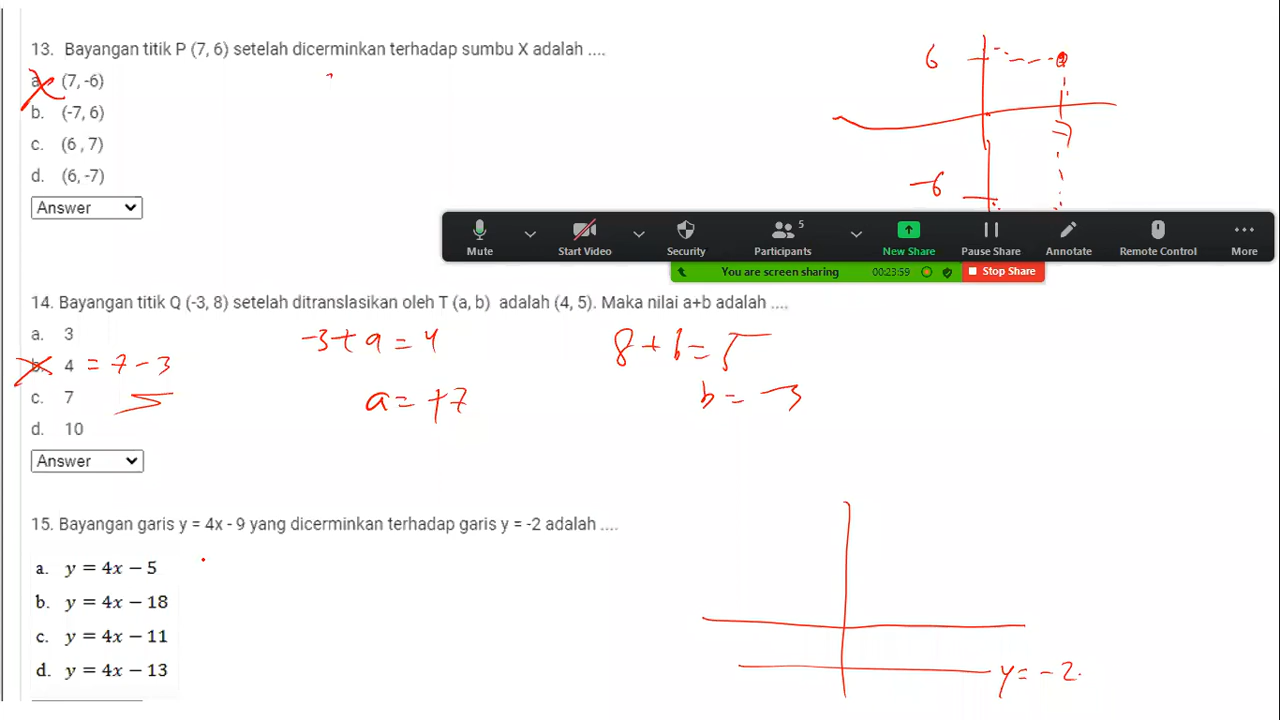 13. Bayangan titik P (7, 6) setelah dicerminkan terhadap sumbu X adalah ....
a. (7, -6)
b. (-7, 6)
c. (6 , 7)
d. (6, -7)
Answer
6
7
-6
Mute
Start Video
Security
Participants
5
New Share
Pause Share
Annotate
Remote Control
More
You are screen sharing
00:23:59
Stop Share
14. Bayangan titik Q (-3, 8) setelah ditranslasikan oleh T (a, b) adalah (4, 5). Maka nilai a+b adalah ....
a. 3
b. 4 = 7 - 3
c. 7
d. 10
-3 + a = 4
a = +7
8 + b = 5
b = -3
Answer
15. Bayangan garis y = 4x - 9 yang dicerminkan terhadap garis y = -2 adalah ....
a. y = 4x − 5
b. y = 4x − 18
c. y = 4x − 11
d. y = 4x − 13
y = -2